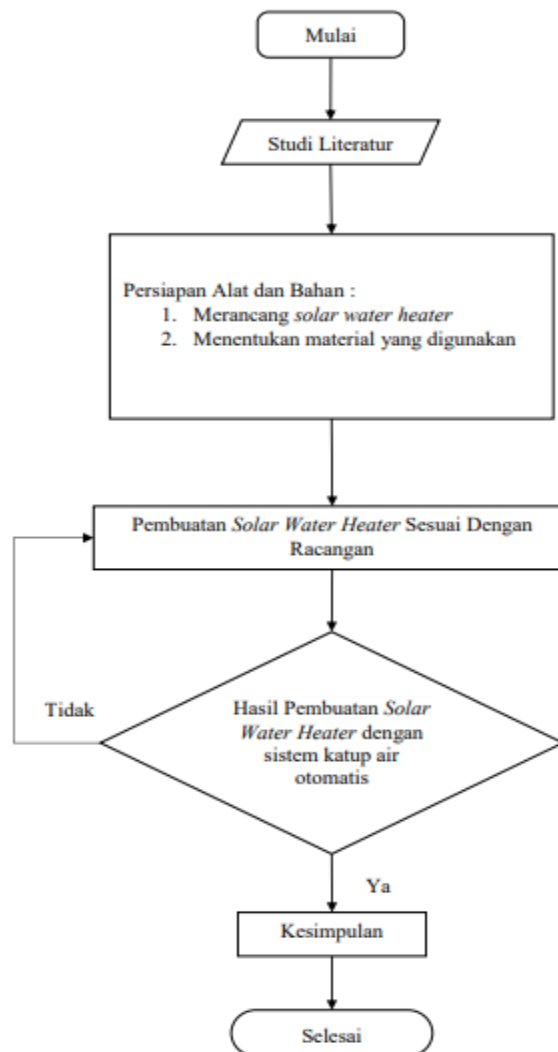 Mulai
Studi Literatur
Persiapan Alat dan Bahan :
1. Merancang solar water heater
2. Menentukan material yang digunakan
Pembuatan Solar Water Heater Sesuai Dengan
Racangan
Tidak
Hasil Pembuatan Solar
Water Heater dengan
sistem katup air
otomatis
Ya
Kesimpulan
Selesai